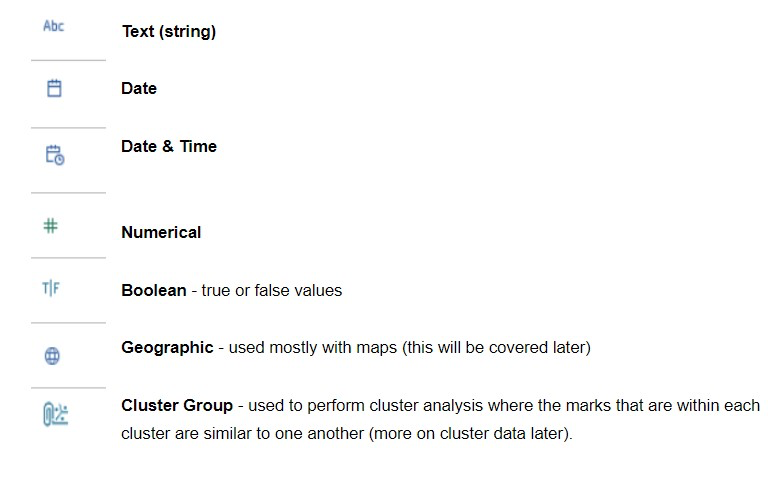 Abc Text (string)
Date
Date & Time
# Numerical
T|F Boolean - true or false values
Geographic - used mostly with maps (this will be covered later)
Cluster Group - used to perform cluster analysis where the marks that are within each
cluster are similar to one another (more on cluster data later).